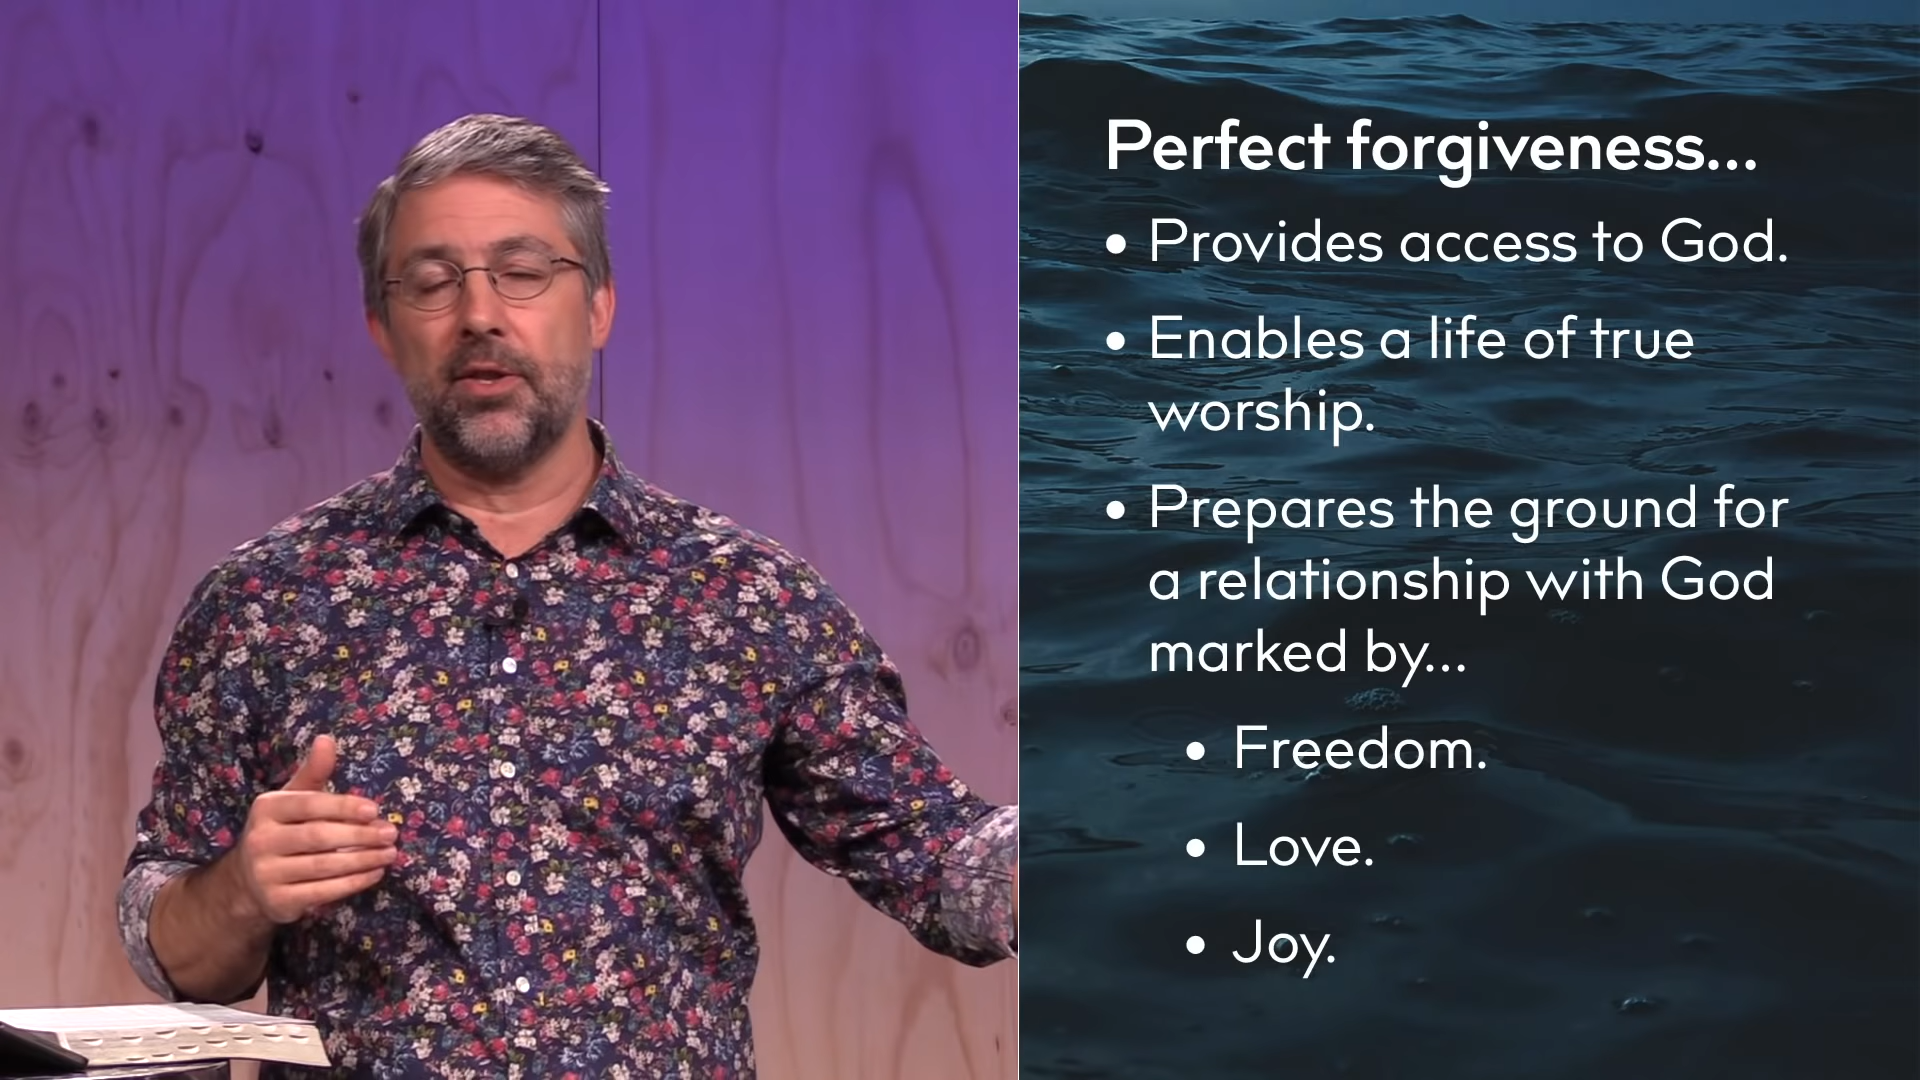 Perfect forgiveness...
• Provides access to God.
• Enables a life of true
worship.
• Prepares the ground for
a relationship with God
marked by...
• Freedom.
• Love.
• Joy.